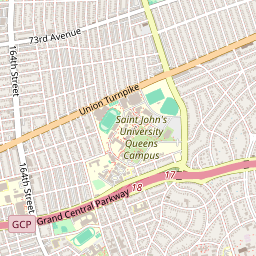 73rd Avenue
164th Street
Union Turnpike
Saint John's
University
Queens
Campus
17
18
164th Street
Grand Central Parkway
GCP